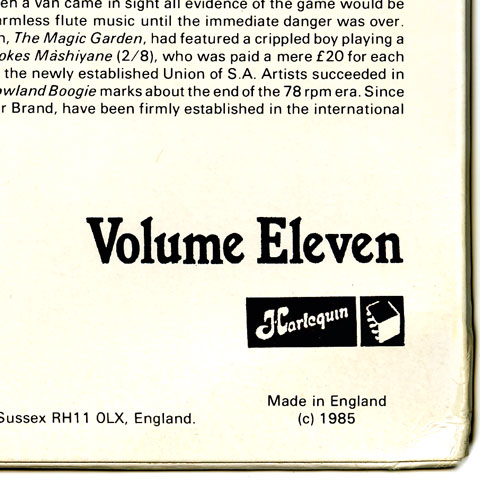 en a van came in sight all evidence of the game would be
armless flute music until the immediate danger was over.
n, The Magic Garden, had featured a crippled boy playing a
okes Mashiyane (2/8), who was paid a mere £20 for each
the newly established Union of S.A. Artists succeeded in
owland Boogie marks about the end of the 78 rpm era. Since
r Brand, have been firmly established in the international
Volume Eleven
Harlequin
Made in England
Sussex RH11 OLX, England.
(c) 1985